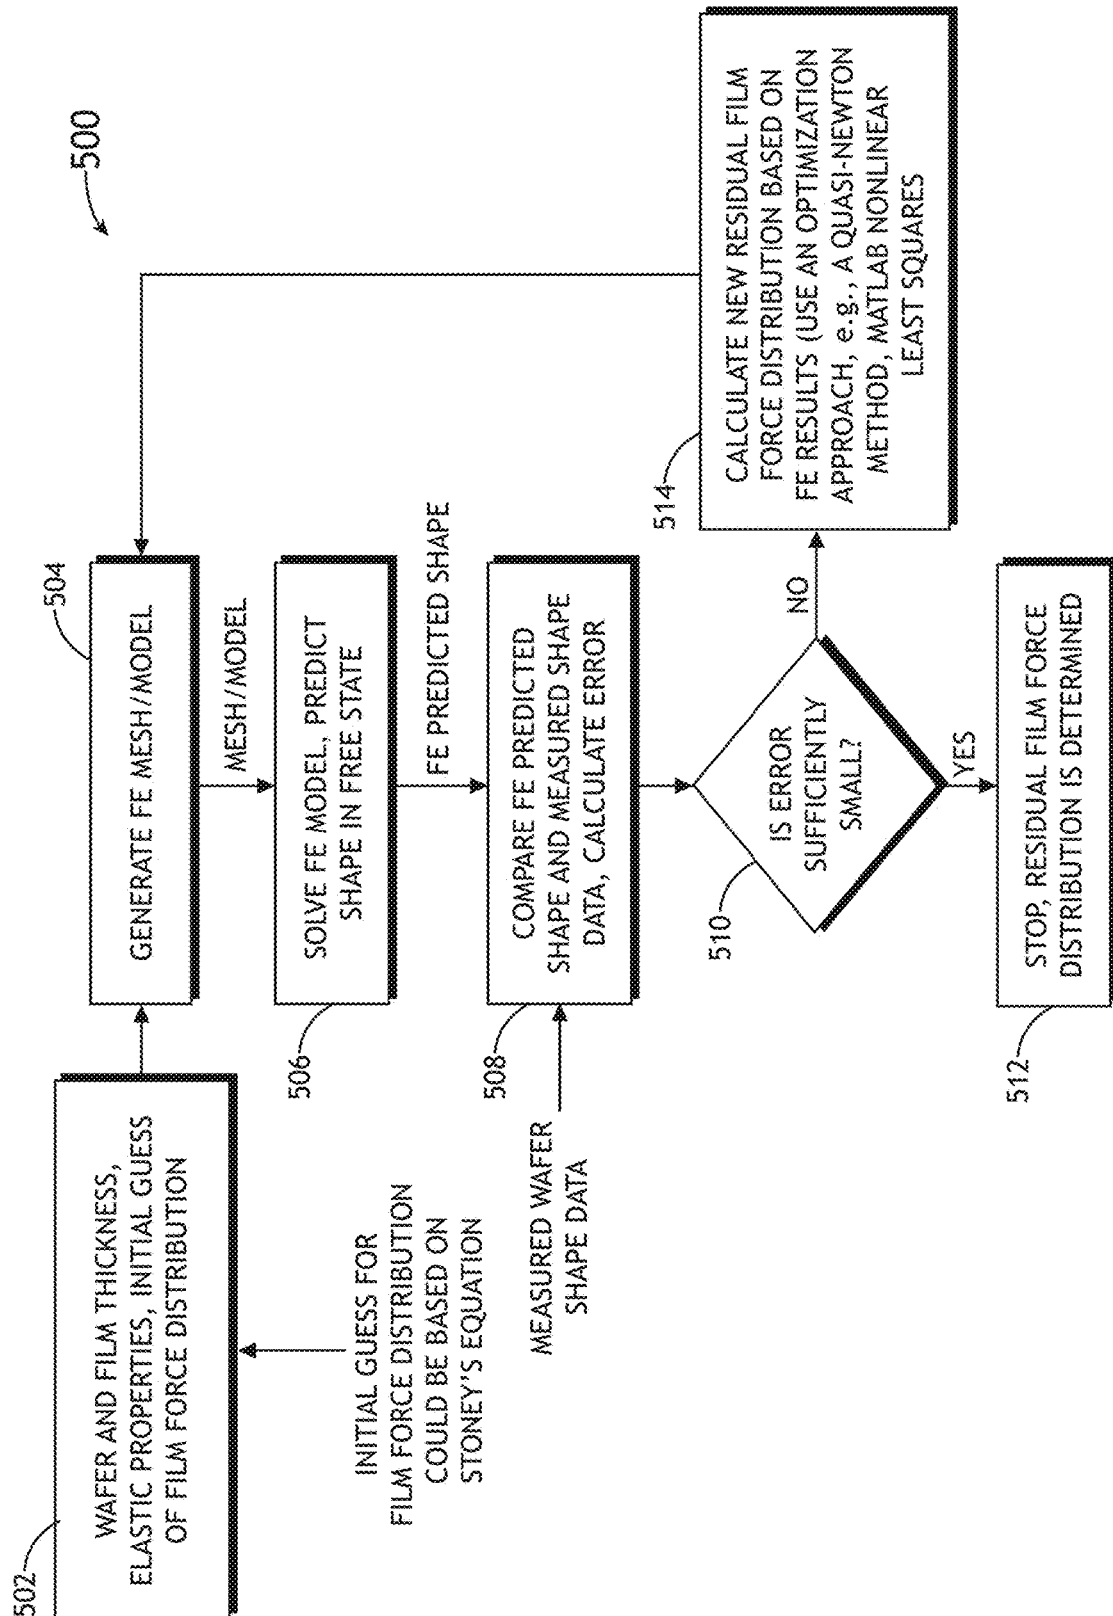 500
502
WAFER AND FILM THICKNESS,
ELASTIC PROPERTIES, INITIAL GUESS
OF FILM FORCE DISTRIBUTION
INITIAL GUESS FOR
FILM FORCE DISTRIBUTION
COULD BE BASED ON
STONEY'S EQUATION
504
GENERATE FE MESH/MODEL
MESH/MODEL
506
SOLVE FE MODEL, PREDICT
SHAPE IN FREE STATE
FE PREDICTED SHAPE
MEASURED WAFER
SHAPE DATA
508
COMPARE FE PREDICTED
SHAPE AND MEASURED SHAPE
DATA, CALCULATE ERROR
510
IS ERROR
SUFFICIENTLY
SMALL?
NO
YES
512
STOP, RESIDUAL FILM FORCE
DISTRIBUTION IS DETERMINED
514
CALCULATE NEW RESIDUAL FILM
FORCE DISTRIBUTION BASED ON
FE RESULTS (USE AN OPTIMIZATION
APPROACH, e.g., A QUASI-NEWTON
METHOD, MATLAB NONLINEAR
LEAST SQUARES